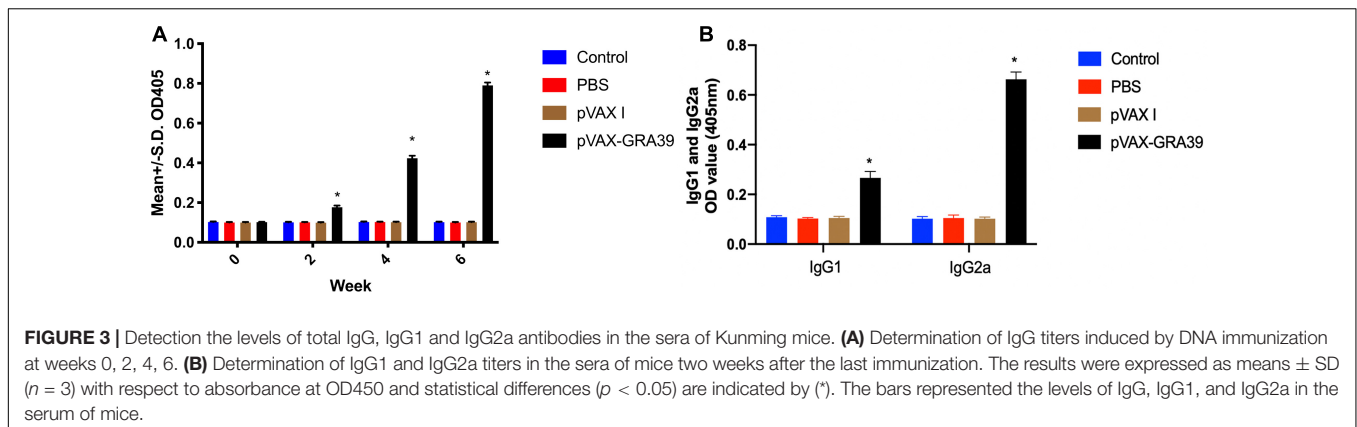 A
Mean+/-S.D. OD405
1.0
0.8
0.6
0.4
0.2
0.0
*
*
*
0
2
4
6
Week
Control
PBS
pVAX I
pVAX-GRA39
B
IgG1 and IgG2a
OD value (405nm)
0.8
0.6
0.4
0.2
0.0
*
*
IgG1
IgG2a
Control
PBS
pVAX I
pVAX-GRA39
FIGURE 3 | Detection the levels of total IgG, IgG1 and IgG2a antibodies in the sera of Kunming mice. (A) Determination of IgG titers induced by DNA immunization
at weeks 0, 2, 4, 6. (B) Determination of IgG1 and IgG2a titers in the sera of mice two weeks after the last immunization. The results were expressed as means ± SD
(n = 3) with respect to absorbance at OD450 and statistical differences (p < 0.05) are indicated by (*). The bars represented the levels of IgG, IgG1, and IgG2a in the
serum of mice.